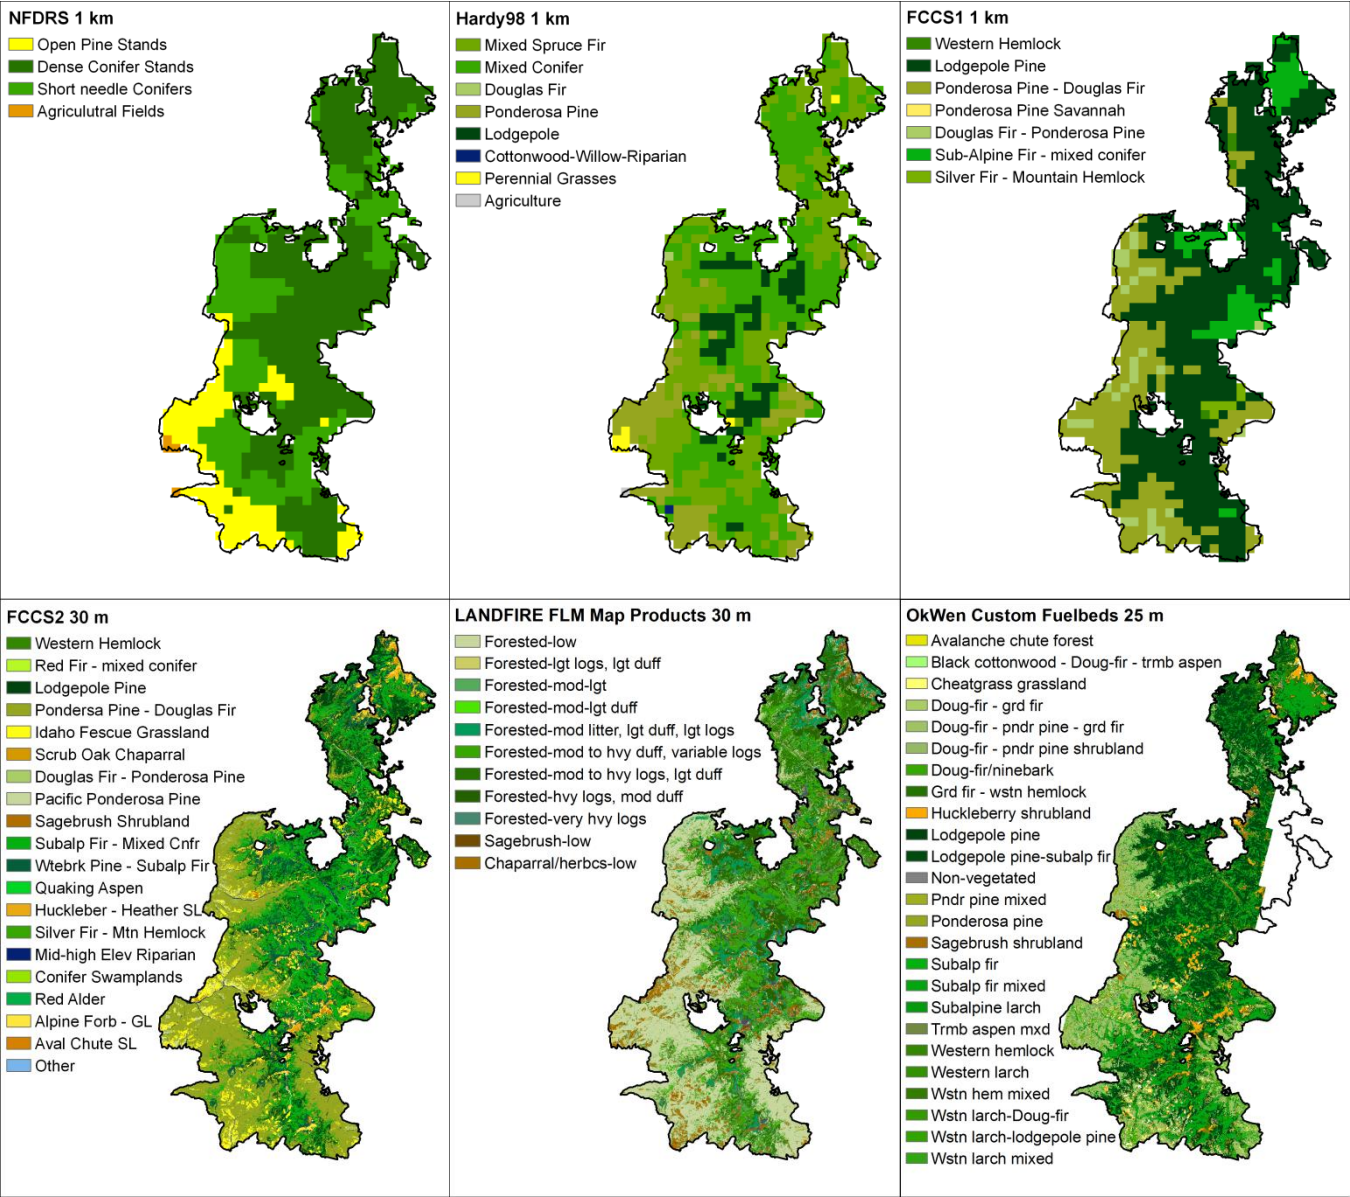 NFDRS 1 km
Open Pine Stands
Dense Conifer Stands
Short needle Conifers
Agriculutral Fields
Hardy98 1 km
Mixed Spruce Fir
Mixed Conifer
Douglas Fir
Ponderosa Pine
Lodgepole
Cottonwood-Willow-Riparian
Perennial Grasses
Agriculture
FCCS1 1 km
Western Hemlock
Lodgepole Pine
Ponderosa Pine - Douglas Fir
Ponderosa Pine Savannah
Douglas Fir - Ponderosa Pine
Sub-Alpine Fir - mixed conifer
Silver Fir - Mountain Hemlock
FCCS2 30 m
Western Hemlock
Red Fir - mixed conifer
Lodgepole Pine
Pondersa Pine - Douglas Fir
Idaho Fescue Grassland
Scrub Oak Chaparral
Douglas Fir - Ponderosa Pine
Pacific Ponderosa Pine
Sagebrush Shrubland
Subalp Fir - Mixed Cnfr
Wtebrk Pine - Subalp Fir
Quaking Aspen
Huckleber - Heather SL
Silver Fir - Mtn Hemlock
Mid-high Elev Riparian
Conifer Swamplands
Red Alder
Alpine Forb - GL
Aval Chute SL
Other
LANDFIRE FLM Map Products 30 m
Forested-low
Forested-lgt logs, lgt duff
Forested-mod-lgt
Forested-mod-lgt duff
Forested-mod litter, lgt duff, lgt logs
Forested-mod to hvy duff, variable logs
Forested-mod to hvy logs, lgt duff
Forested-hvy logs, mod duff
Forested-very hvy logs
Sagebrush-low
Chaparral/herbcs-low
OkWen Custom Fuelbeds 25 m
Avalanche chute forest
Black cottonwood - Doug-fir - trmb aspen
Cheatgrass grassland
Doug-fir - grd fir
Doug-fir - pndr pine - grd fir
Doug-fir - pndr pine shrubland
Doug-fir/ninebark
Grd fir - wstn hemlock
Huckleberry shrubland
Lodgepole pine
Lodgepole pine-subalp fir
Non-vegetated
Pndr pine mixed
Ponderosa pine
Sagebrush shrubland
Subalp fir
Subalp fir mixed
Subalpine larch
Trmb aspen mxd
Western hemlock
Western larch
Wstn hem mixed
Wstn larch-Doug-fir
Wstn larch-lodgepole pine
Wstn larch mixed